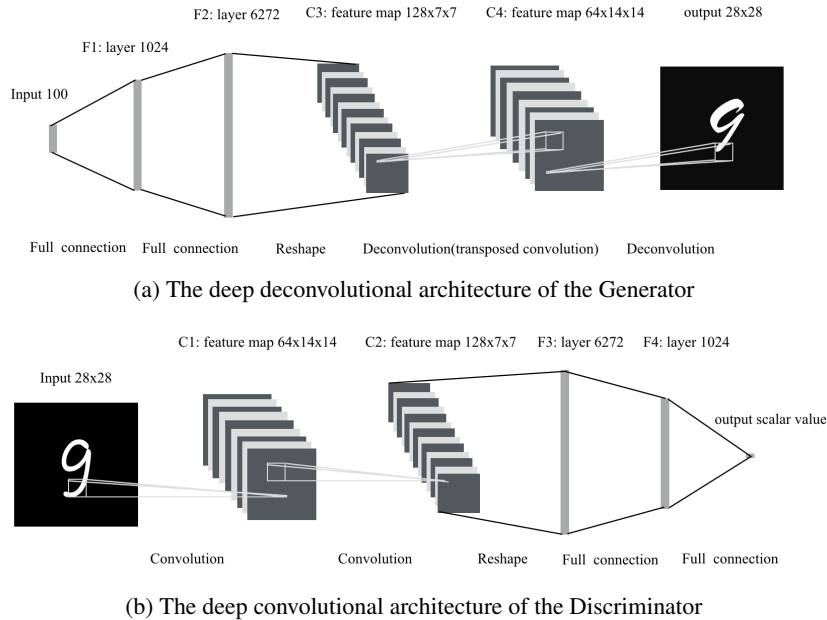 F2: layer 6272 C3: feature map 128x7x7 C4: feature map 64x14x14 output 28x28
F1: layer 1024
Input 100
9
Full connection Full connection Reshape Deconvolution(transposed convolution) Deconvolution
(a) The deep deconvolutional architecture of the Generator
C1: feature map 64x14x14 C2: feature map 128x7x7 F3: layer 6272 F4: layer 1024
Input 28x28
output scalar value
9
Convolution Convolution Reshape Full connection Full connection
(b) The deep convolutional architecture of the Discriminator